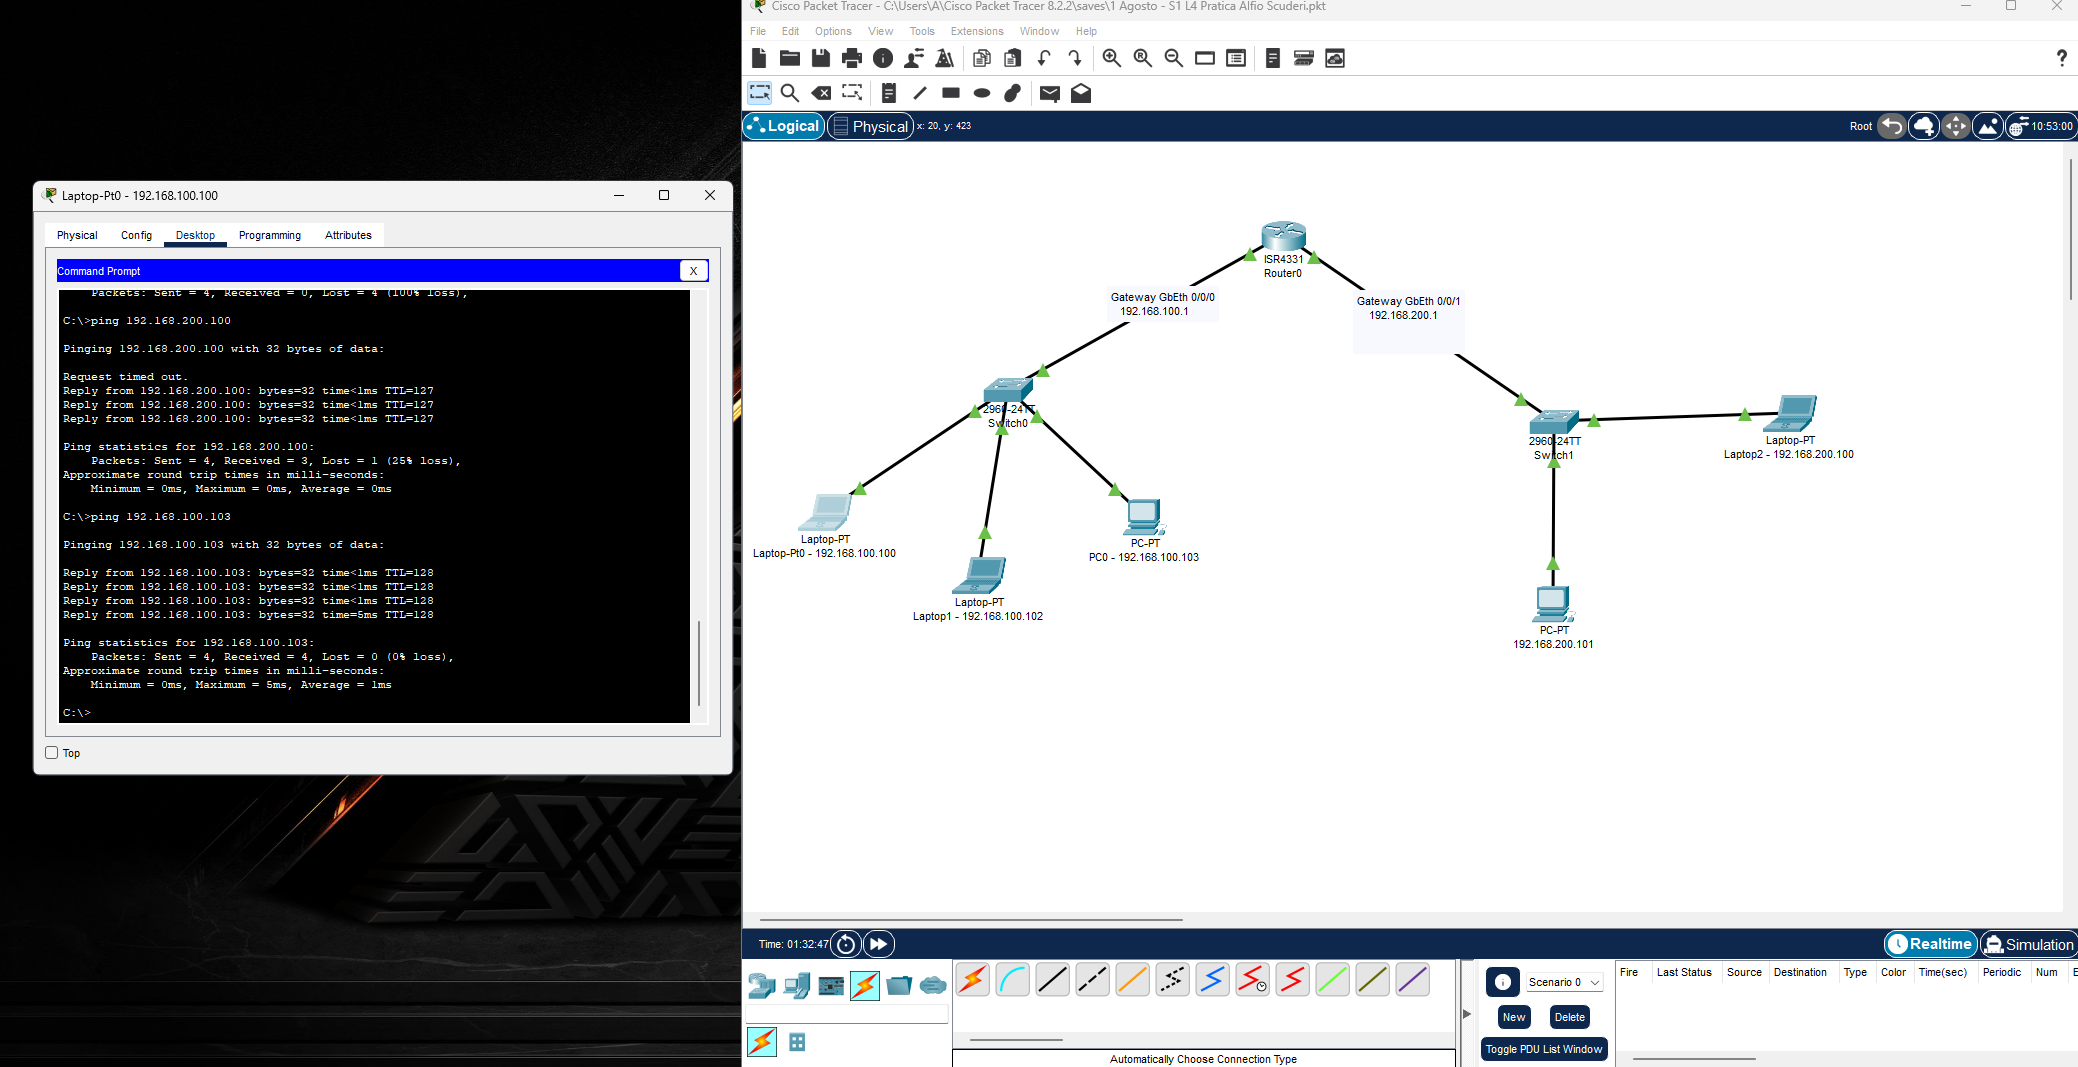 Cisco Packet Tracer - C:\Users\A\Cisco Packet Tracer 8.2.2\saves\1 Agosto - S1 L4 Pratica Alfio Scuderi.pkt
File Edit Options View Tools Extensions Window Help
?
Logical Physical x: 20, y: 423
Root 10:53:00
Laptop-Pt0 - 192.168.100.100
Physical Config Desktop Programming Attributes
Command Prompt
X
Packets: Sent = 4, Received = 0, Lost = 4 (100% loss),
C:\>ping 192.168.200.100
Pinging 192.168.200.100 with 32 bytes of data:
Request timed out.
Reply from 192.168.200.100: bytes=32 time<1ms TTL=127
Reply from 192.168.200.100: bytes=32 time<1ms TTL=127
Reply from 192.168.200.100: bytes=32 time<1ms TTL=127
Ping statistics for 192.168.200.100:
Packets: Sent = 4, Received = 3, Lost = 1 (25% loss),
Approximate round trip times in milli-seconds:
Minimum = 0ms, Maximum = 0ms, Average = 0ms
C:\>ping 192.168.100.103
Pinging 192.168.100.103 with 32 bytes of data:
Reply from 192.168.100.103: bytes=32 time<1ms TTL=128
Reply from 192.168.100.103: bytes=32 time<1ms TTL=128
Reply from 192.168.100.103: bytes=32 time<1ms TTL=128
Reply from 192.168.100.103: bytes=32 time=5ms TTL=128
Ping statistics for 192.168.100.103:
Packets: Sent = 4, Received = 4, Lost = 0 (0% loss),
Approximate round trip times in milli-seconds:
Minimum = 0ms, Maximum = 5ms, Average = 1ms
C:\>
Top
ISR4331
Router0
Gateway GbEth 0/0/0
192.168.100.1
Gateway GbEth 0/0/1
192.168.200.1
2960-24TT
Switch0
2960-24TT
Switch1
Laptop-PT
Laptop2 - 192.168.200.100
Laptop-PT
Laptop-Pt0 - 192.168.100.100
PC-PT
PC0 - 192.168.100.103
Laptop-PT
Laptop1 - 192.168.100.102
PC-PT
192.168.200.101
Time: 01:32:47
Realtime Simulation
Scenario 0
New Delete
Toggle PDU List Window
Fire Last Status Source Destination Type Color Time(sec) Periodic Num E
Automatically Choose Connection Type